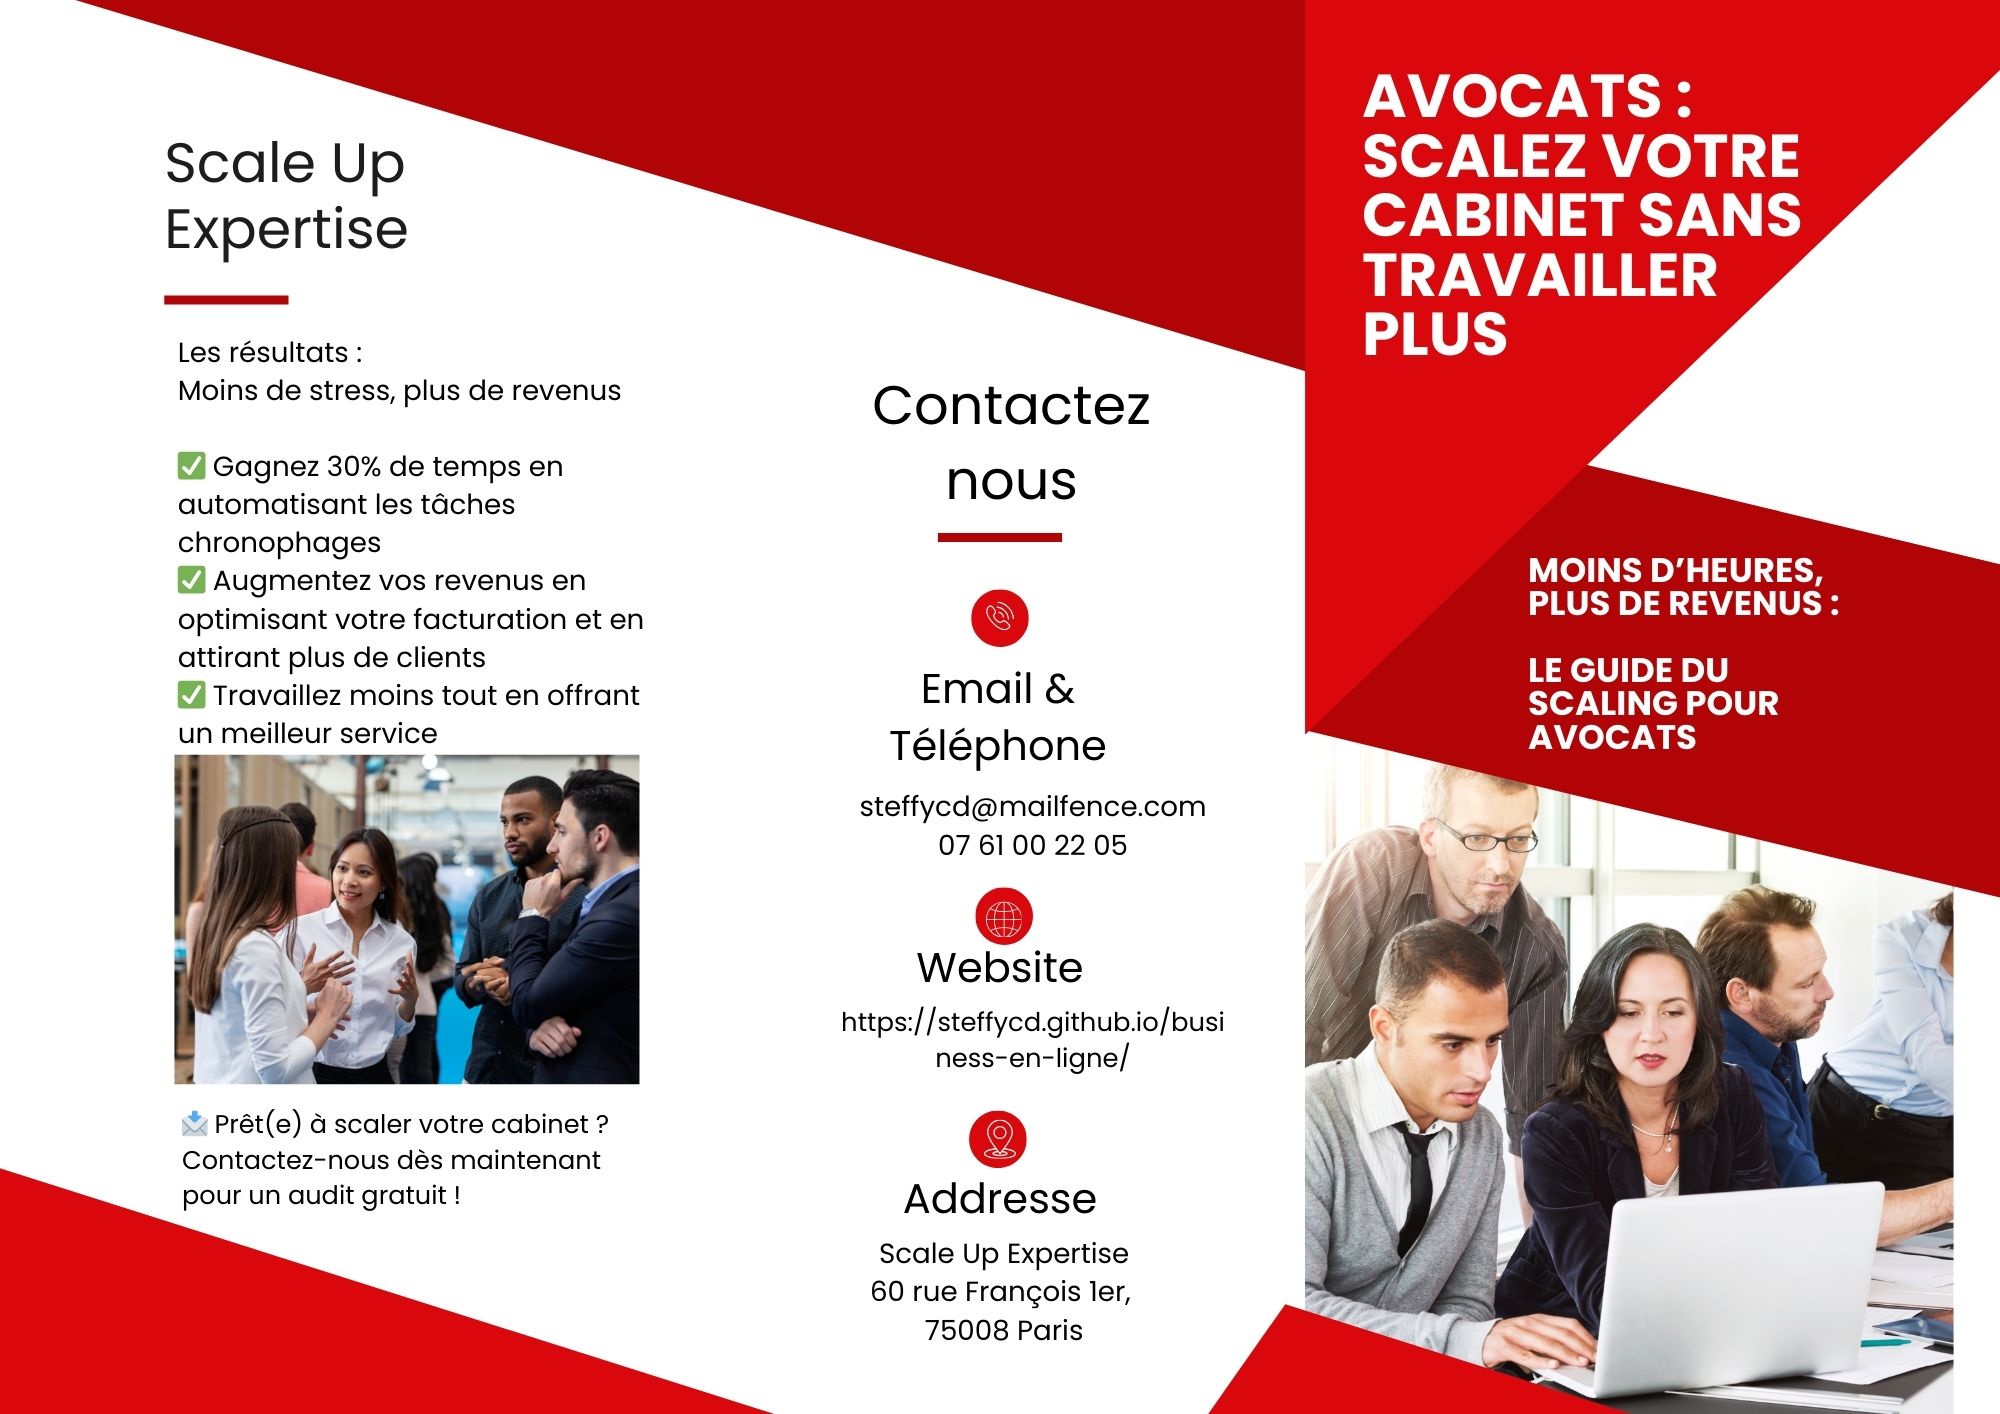 Scale Up
Expertise
Les résultats :
Moins de stress, plus de revenus
✅ Gagnez 30% de temps en
automatisant les tâches
chronophages
✅ Augmentez vos revenus en
optimisant votre facturation et en
attirant plus de clients
✅ Travaillez moins tout en offrant
un meilleur service
📩 Prêt(e) à scaler votre cabinet ?
Contactez-nous dès maintenant
pour un audit gratuit !
Contactez
nous
Email &
Téléphone
steffycd@mailfence.com
07 61 00 22 05
Website
https://steffycd.github.io/busi
ness-en-ligne/
Addresse
Scale Up Expertise
60 rue François 1er,
75008 Paris
AVOCATS :
SCALEZ VOTRE
CABINET SANS
TRAVAILLER
PLUS
MOINS D’HEURES,
PLUS DE REVENUS :
LE GUIDE DU
SCALING POUR
AVOCATS